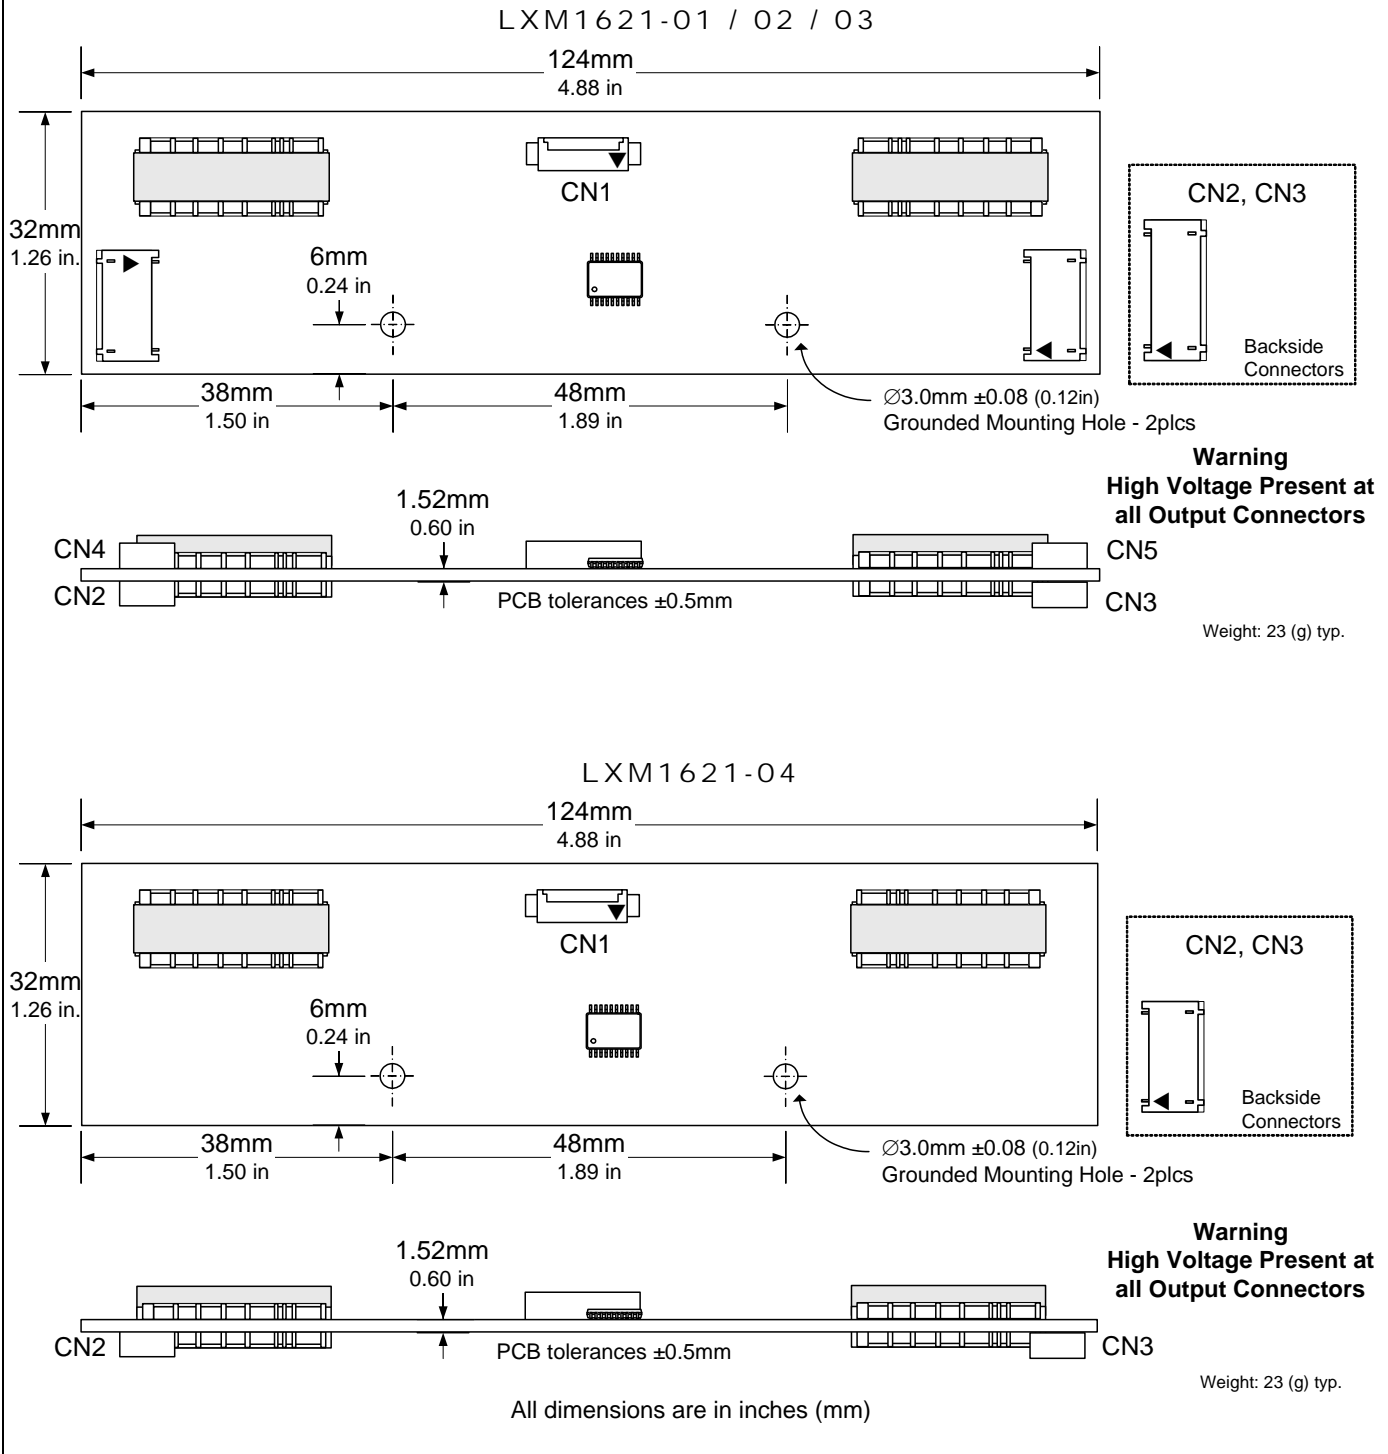 LXM1621-01 / 02 / 03
124mm
4.88 in
CN1
CN2, CN3
32mm
1.26 in.
6mm
0.24 in
Backside
Connectors
38mm
1.50 in
48mm
1.89 in
∅3.0mm ±0.08 (0.12in)
Grounded Mounting Hole - 2plcs
Warning
High Voltage Present at
all Output Connectors
1.52mm
0.60 in
CN4
CN5
CN2
PCB tolerances ±0.5mm
CN3
Weight: 23 (g) typ.
LXM1621-04
124mm
4.88 in
CN1
CN2, CN3
32mm
1.26 in.
6mm
0.24 in
Backside
Connectors
38mm
1.50 in
48mm
1.89 in
∅3.0mm ±0.08 (0.12in)
Grounded Mounting Hole - 2plcs
Warning
High Voltage Present at
all Output Connectors
1.52mm
0.60 in
CN2
PCB tolerances ±0.5mm
CN3
Weight: 23 (g) typ.
All dimensions are in inches (mm)